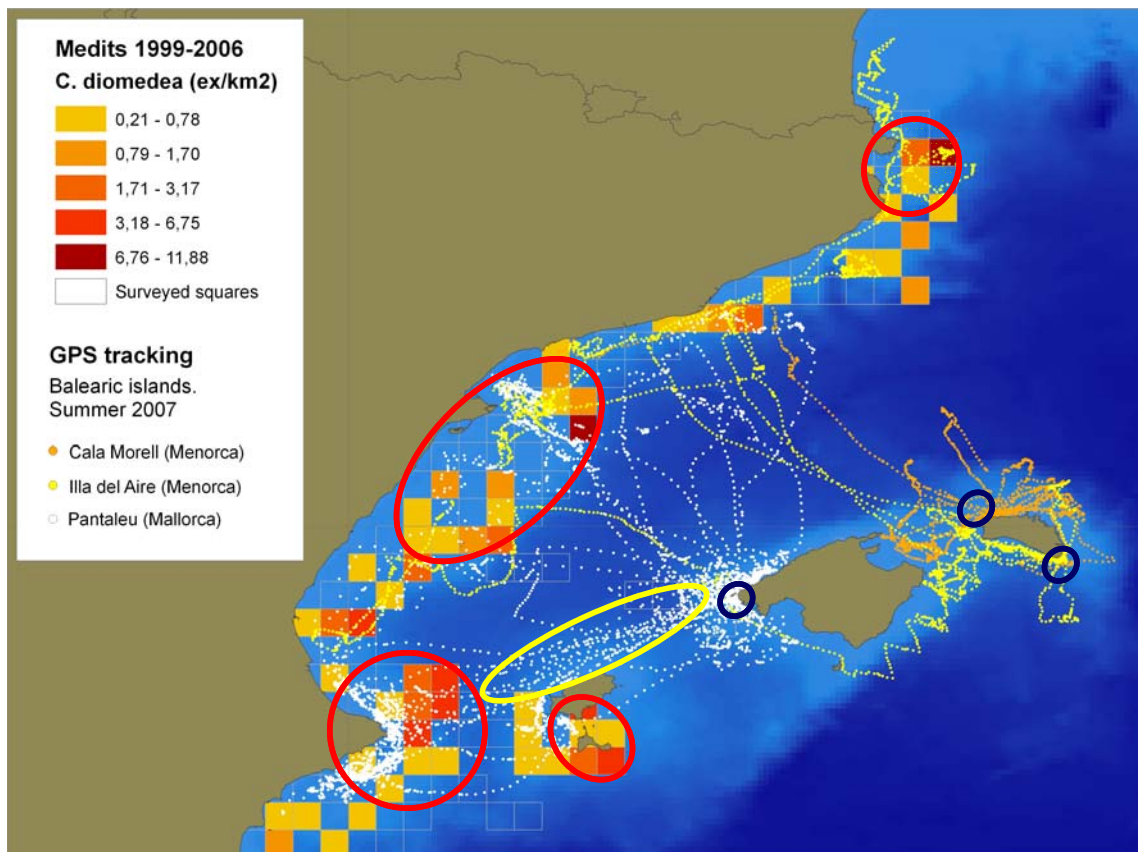 Medits 1999-2006
C. diomedea (ex/km2)
0,21 - 0,78
0,79 - 1,70
1,71 - 3,17
3,18 - 6,75
6,76 - 11,88
Surveyed squares
GPS tracking
Balearic islands.
Summer 2007
Cala Morell (Menorca)
Illa del Aire (Menorca)
Pantaleu (Mallorca)